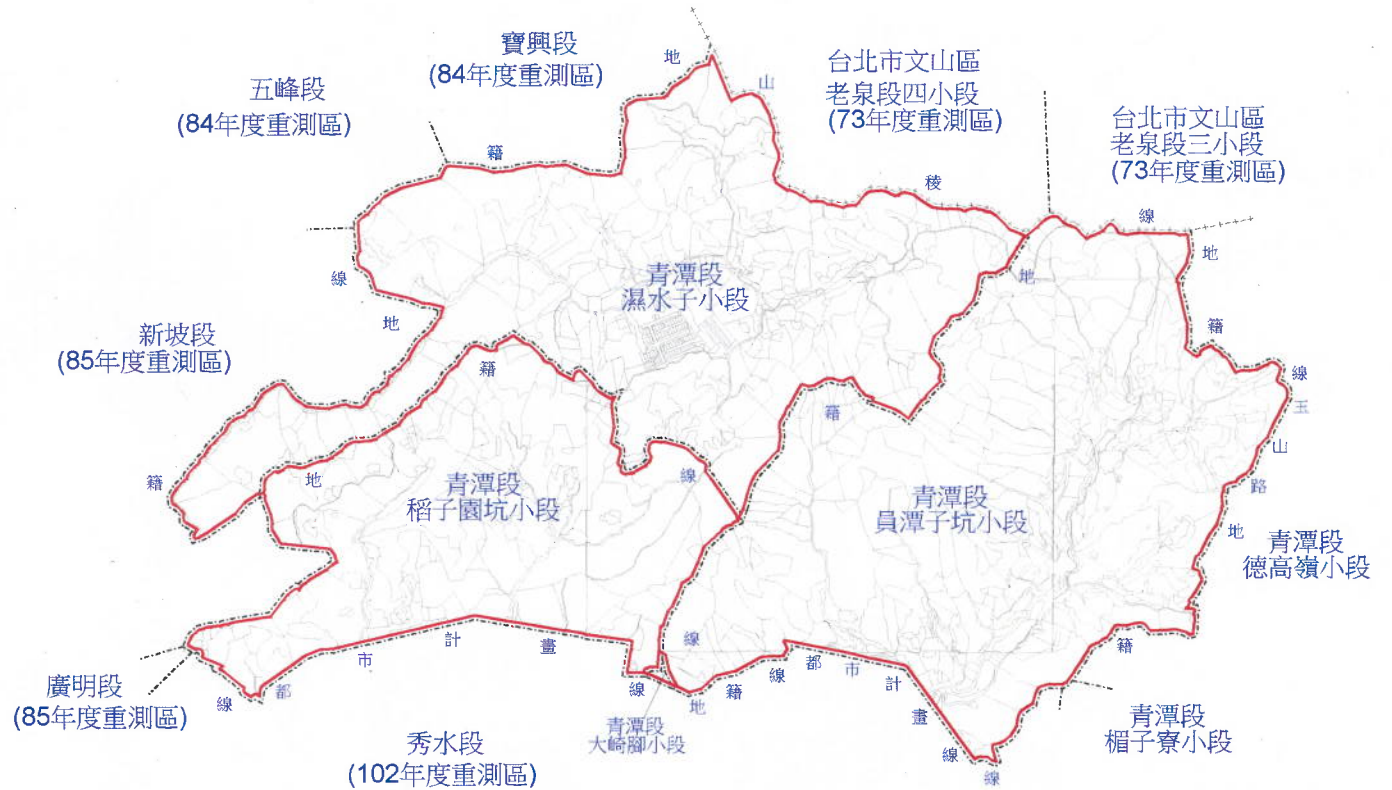 寶興段
(84年度重測區)
五峰段
(84年度重測區)
台北市文山區
老泉段四小段
(73年度重測區)
台北市文山區
老泉段三小段
(73年度重測區)
地
籍
線
山
稜
線
地
籍
線
玉
山
路
地
籍
線
新坡段
(85年度重測區)
地
籍
線
青潭段
濕水子小段
地
籍
線
地
籍
線
青潭段
稻子園坑小段
青潭段
員潭子坑小段
青潭段
德高嶺小段
都
市
計
畫
線
地
籍
線
都
市
計
畫
線
廣明段
(85年度重測區)
線
青潭段
大崎腳小段
秀水段
(102年度重測區)
青潭段
楣子寮小段